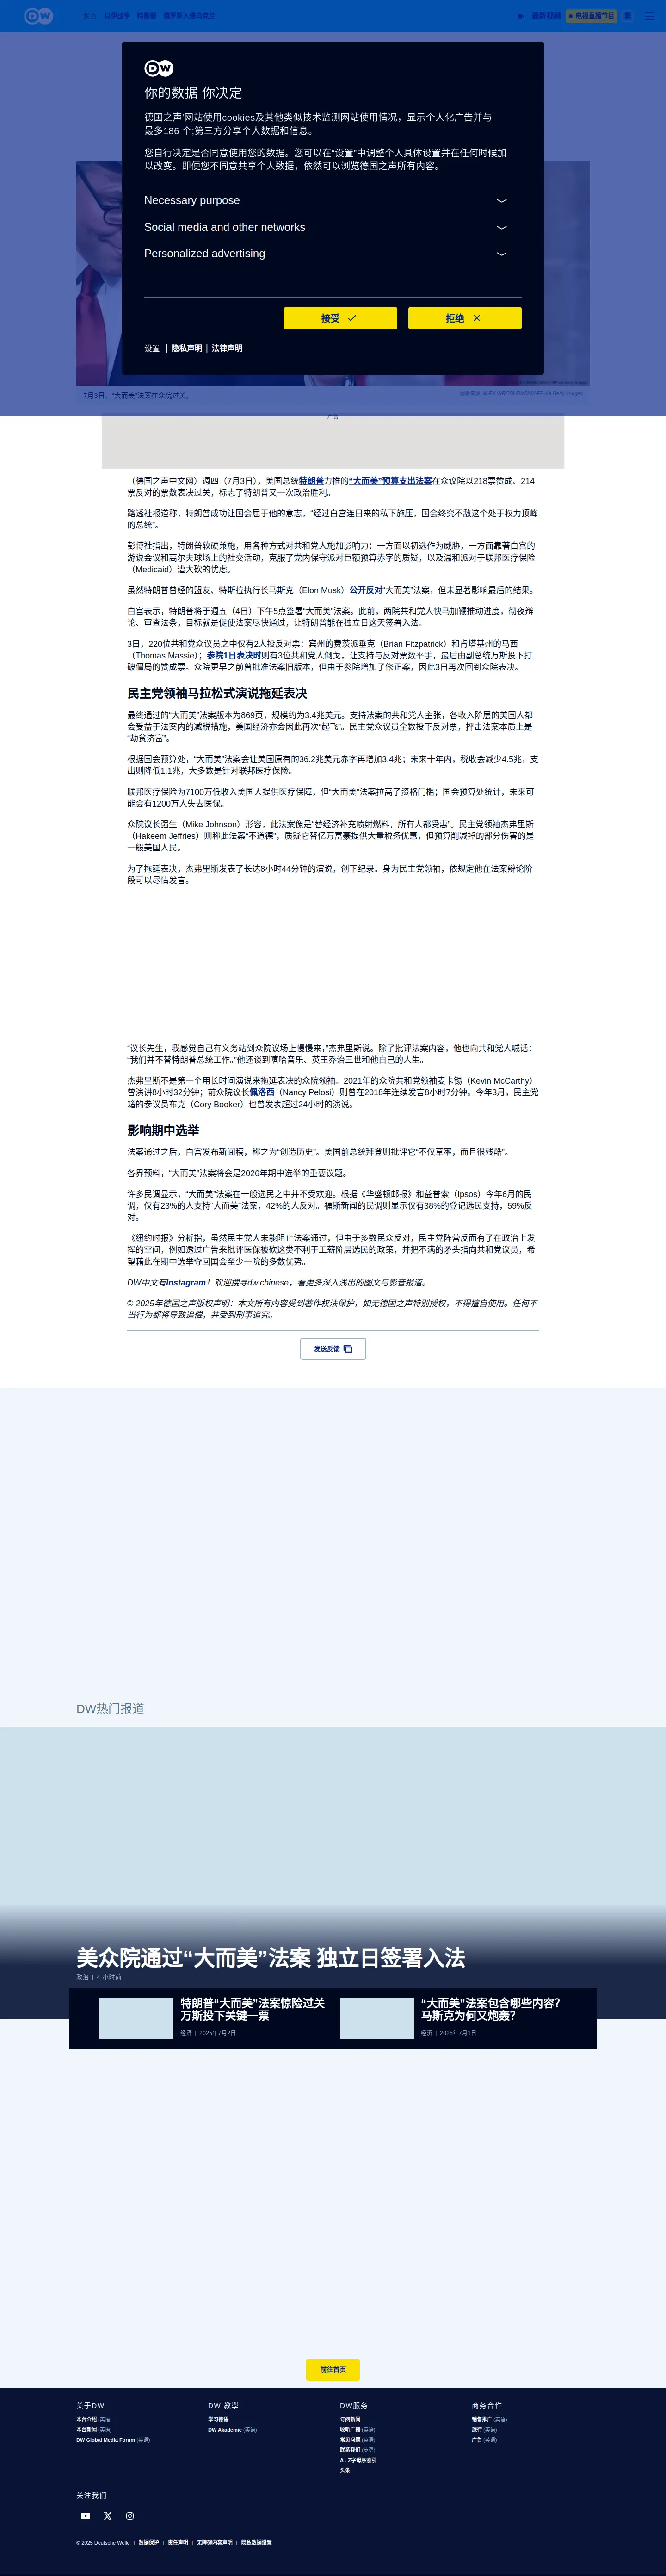 DW
首页 以伊战争 特朗普 俄罗斯入侵乌克兰
最新视频 电视直播节目 繁
DW
你的数据 你决定
德国之声'网站使用cookies及其他类似技术监测网站使用情况，显示个人化广告并与
最多186 个;第三方分享个人数据和信息。
您自行决定是否同意使用您的数据。您可以在“设置”中调整个人具体设置并在任何时候加
以改变。即便您不同意共享个人数据，依然可以浏览德国之声所有内容。
Necessary purpose
Social media and other networks
Personalized advertising
接受 拒绝
设置 | 隐私声明 | 法律声明
7月3日，“大而美”法案在众院过关。
图像来源: ALEX WROBLEWSKI/AFP via Getty Images
广告
（德国之声中文网）週四（7月3日），美国总统特朗普力推的“大而美”预算支出法案在众议院以218票赞成、214
票反对的票数表决过关，标志了特朗普又一次政治胜利。
路透社报道称，特朗普成功让国会屈于他的意志，“经过白宫连日来的私下施压，国会终究不敌这个处于权力顶峰
的总统”。
彭博社指出，特朗普软硬兼施，用各种方式对共和党人施加影响力：一方面以初选作为威胁，一方面靠著白宫的
游说会议和高尔夫球场上的社交活动，克服了党内保守派对巨额预算赤字的质疑，以及温和派对于联邦医疗保险
（Medicaid）遭大砍的忧虑。
虽然特朗普曾经的盟友、特斯拉执行长马斯克（Elon Musk）公开反对“大而美”法案，但未显著影响最后的结果。
白宫表示，特朗普将于週五（4日）下午5点签署“大而美”法案。此前，两院共和党人快马加鞭推动进度，彻夜辩
论、审查法条，目标就是促使法案尽快通过，让特朗普能在独立日这天签署入法。
3日，220位共和党众议员之中仅有2人投反对票：宾州的费茨派垂克（Brian Fitzpatrick）和肯塔基州的马西
（Thomas Massie）；参院1日表决时则有3位共和党人倒戈，让支持与反对票数平手，最后由副总统万斯投下打
破僵局的赞成票。众院更早之前曾批准法案旧版本，但由于参院增加了修正案，因此3日再次回到众院表决。
民主党领袖马拉松式演说拖延表决
最终通过的“大而美”法案版本为869页，规模约为3.4兆美元。支持法案的共和党人主张，各收入阶层的美国人都
会受益于法案内的减税措施，美国经济亦会因此再次“起飞”。民主党众议员全数投下反对票，抨击法案本质上是
“劫贫济富”。
根据国会预算处，“大而美”法案会让美国原有的36.2兆美元赤字再增加3.4兆；未来十年内，税收会减少4.5兆，支
出则降低1.1兆，大多数是针对联邦医疗保险。
联邦医疗保险为7100万低收入美国人提供医疗保障，但“大而美”法案拉高了资格门槛；国会预算处统计，未来可
能会有1200万人失去医保。
众院议长强生（Mike Johnson）形容，此法案像是“替经济补充喷射燃料，所有人都受惠”。民主党领袖杰弗里斯
（Hakeem Jeffries）则称此法案“不道德”，质疑它替亿万富豪提供大量税务优惠，但预算削减掉的部分伤害的是
一般美国人民。
为了拖延表决，杰弗里斯发表了长达8小时44分钟的演说，创下纪录。身为民主党领袖，依规定他在法案辩论阶
段可以尽情发言。
“议长先生，我感觉自己有义务站到众院议场上慢慢来，”杰弗里斯说。除了批评法案内容，他也向共和党人喊话：
“我们并不替特朗普总统工作。”他还谈到嘻哈音乐、英王乔治三世和他自己的人生。
杰弗里斯不是第一个用长时间演说来拖延表决的众院领袖。2021年的众院共和党领袖麦卡锡（Kevin McCarthy）
曾演讲8小时32分钟；前众院议长佩洛西（Nancy Pelosi）则曾在2018年连续发言8小时7分钟。今年3月，民主党
籍的参议员布克（Cory Booker）也曾发表超过24小时的演说。
影响期中选举
法案通过之后，白宫发布新闻稿，称之为“创造历史”。美国前总统拜登则批评它“不仅草率，而且很残酷”。
各界预料，“大而美”法案将会是2026年期中选举的重要议题。
许多民调显示，“大而美”法案在一般选民之中并不受欢迎。根据《华盛顿邮报》和益普索（Ipsos）今年6月的民
调，仅有23%的人支持“大而美”法案，42%的人反对。福斯新闻的民调则显示仅有38%的登记选民支持，59%反
对。
《纽约时报》分析指，虽然民主党人未能阻止法案通过，但由于多数民众反对，民主党阵营反而有了在政治上发
挥的空间，例如透过广告来批评医保被砍这类不利于工薪阶层选民的政策，并把不满的矛头指向共和党议员，希
望藉此在期中选举夺回国会至少一院的多数优势。
DW中文有Instagram！欢迎搜寻dw.chinese，看更多深入浅出的图文与影音报道。
© 2025年德国之声版权声明：本文所有内容受到著作权法保护，如无德国之声特别授权，不得擅自使用。任何不
当行为都将导致追偿，并受到刑事追究。
发送反馈
DW热门报道
美众院通过“大而美”法案 独立日签署入法
政治 | 4 小时前
特朗普“大而美”法案惊险过关
万斯投下关键一票
经济 | 2025年7月2日
“大而美”法案包含哪些内容？
马斯克为何又炮轰？
经济 | 2025年7月1日
前往首页
关于DW
本台介绍 (英语)
本台新闻 (英语)
DW Global Media Forum (英语)
DW 教學
学习德语
DW Akademie (英语)
DW服务
订阅新闻
收听广播 (英语)
常见问题 (英语)
联系我们 (英语)
A - Z字母序索引
头条
商务合作
销售推广 (英语)
旅行 (英语)
广告 (英语)
关注我们
© 2025 Deutsche Welle | 数据保护 | 责任声明 | 无障碍内容声明 | 隐私数据设置